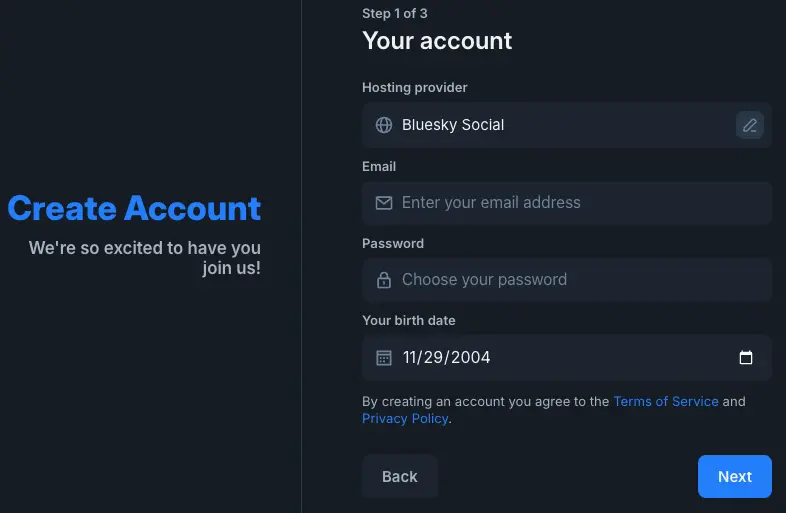 Create Account
We're so excited to have you
join us!
Step 1 of 3
Your account
Hosting provider
Bluesky Social
Email
Enter your email address
Password
Choose your password
Your birth date
11/29/2004
By creating an account you agree to the Terms of Service and
Privacy Policy.
Back
Next